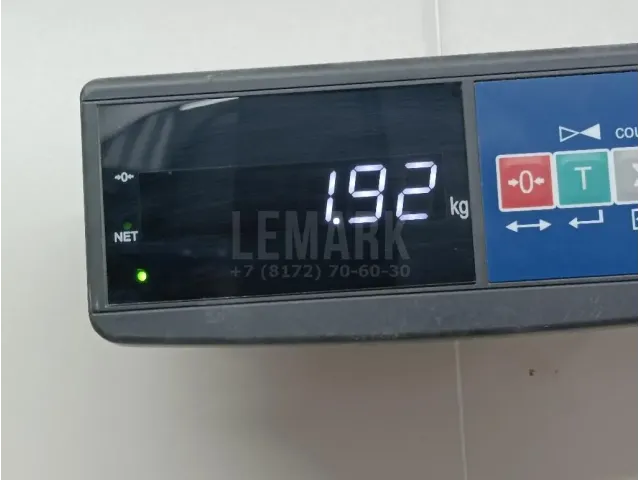 →0←
1.92 kg
NET
LEMARK
+7 (8172) 70-60-30
COU
→0← T